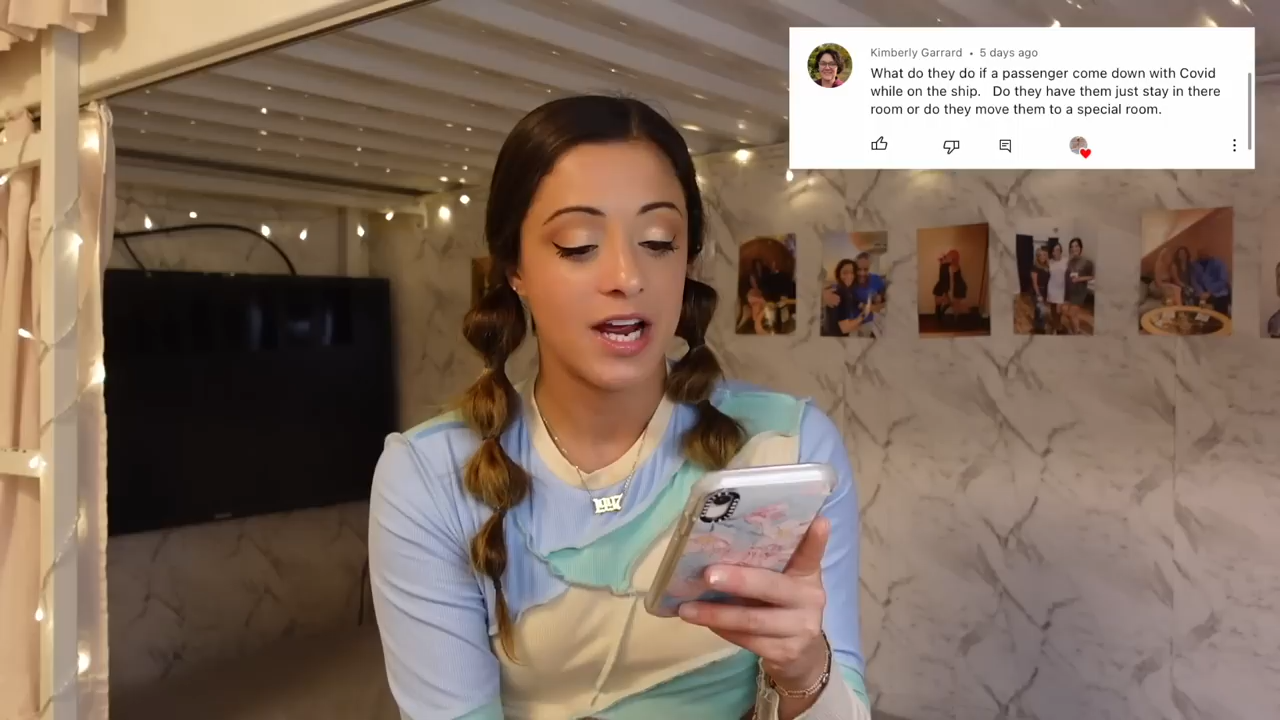 Kimberly Garrard • 5 days ago
What do they do if a passenger come down with Covid
while on the ship. Do they have them just stay in there
room or do they move them to a special room.